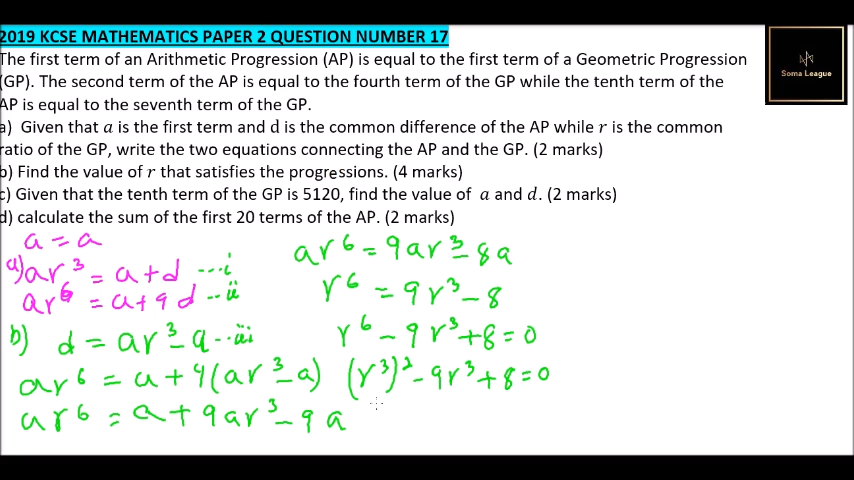 2019 KCSE MATHEMATICS PAPER 2 QUESTION NUMBER 17
The first term of an Arithmetic Progression (AP) is equal to the first term of a Geometric Progression
(GP). The second term of the AP is equal to the fourth term of the GP while the tenth term of the
AP is equal to the seventh term of the GP.
a) Given that a is the first term and d is the common difference of the AP while r is the common
ratio of the GP, write the two equations connecting the AP and the GP. (2 marks)
b) Find the value of r that satisfies the progressions. (4 marks)
c) Given that the tenth term of the GP is 5120, find the value of a and d. (2 marks)
d) calculate the sum of the first 20 terms of the AP. (2 marks)
Soma League
a = a
a) ar³ = a+d ---i
ar⁶ = a+9d --ii
b) d = ar³ - a --iii
ar⁶ = a + 9(ar³ - a)
ar⁶ = a + 9ar³ - 9a
ar⁶ = 9ar³ - 8a
r⁶ = 9r³ - 8
r⁶ - 9r³ + 8 = 0
(r³)² - 9r³ + 8 = 0